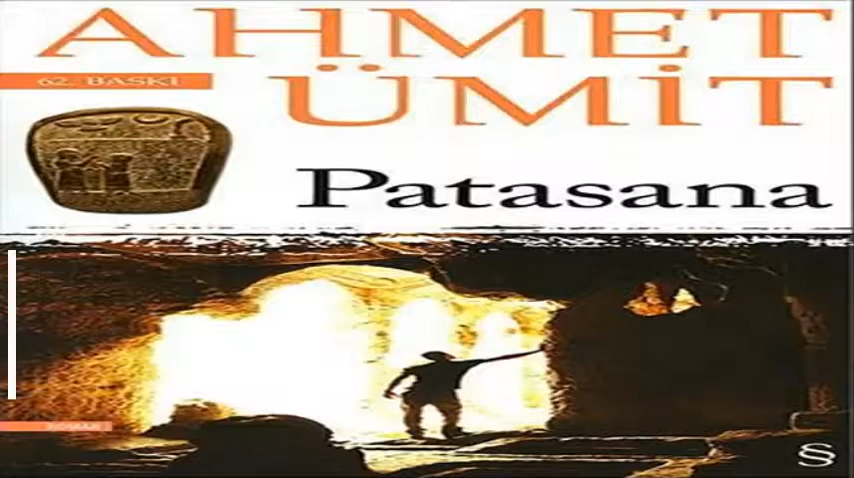 AHMET
62. BASKI
ÜMİT
Patasana
ROMAN